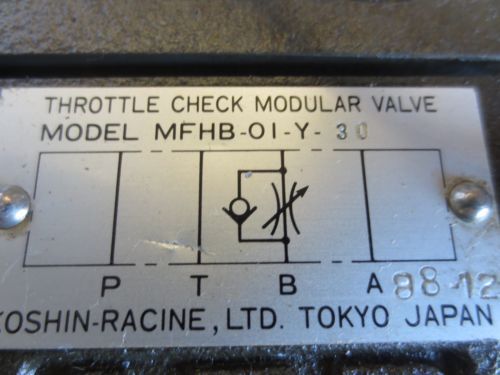 THROTTLE CHECK MODULAR VALVE
MODEL MFHB-01-Y-30
P T B A 88-12
KOSHIN-RACINE, LTD. TOKYO JAPAN